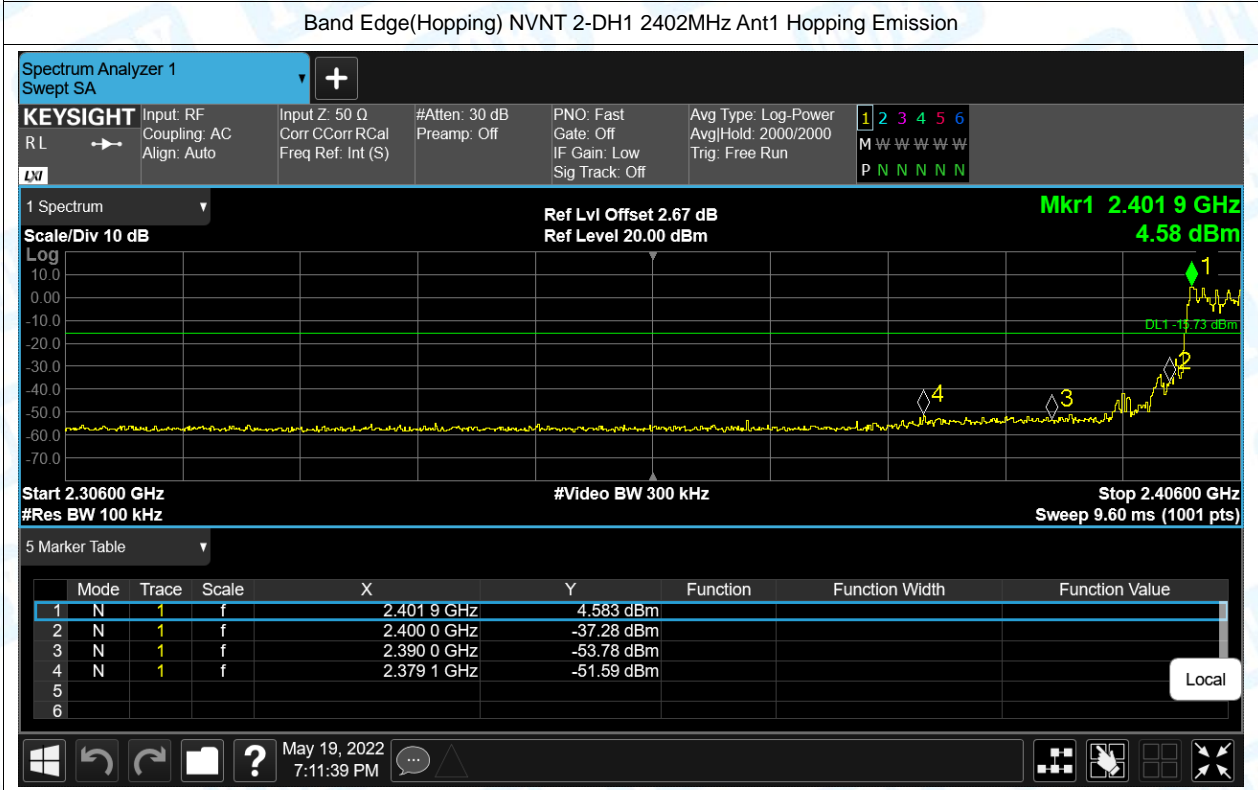 Band Edge(Hopping) NVNT 2-DH1 2402MHz Ant1 Hopping Emission
Spectrum Analyzer 1
Swept SA
KEYSIGHT
R L
LXI
Input: RF
Coupling: AC
Align: Auto
Input Z: 50 Ω
Corr CCorr RCal
Freq Ref: Int (S)
#Atten: 30 dB
Preamp: Off
PNO: Fast
Gate: Off
IF Gain: Low
Sig Track: Off
Avg Type: Log-Power
Avg|Hold: 2000/2000
Trig: Free Run
1 2 3 4 5 6
M W W W W W
P N N N N N
1 Spectrum
Scale/Div 10 dB
Ref Lvl Offset 2.67 dB
Ref Level 20.00 dBm
Mkr1 2.401 9 GHz
4.58 dBm
Log
10.0
0.00
-10.0
-20.0
-30.0
-40.0
-50.0
-60.0
-70.0
1
DL1 -15.73 dBm
2
4
3
Start 2.30600 GHz
#Video BW 300 kHz
Stop 2.40600 GHz
#Res BW 100 kHz
Sweep 9.60 ms (1001 pts)
5 Marker Table
Mode Trace Scale X Y Function Function Width Function Value
1 N 1 f 2.401 9 GHz 4.583 dBm
2 N 1 f 2.400 0 GHz -37.28 dBm
3 N 1 f 2.390 0 GHz -53.78 dBm
4 N 1 f 2.379 1 GHz -51.59 dBm
5
6
Local
?
May 19, 2022
7:11:39 PM